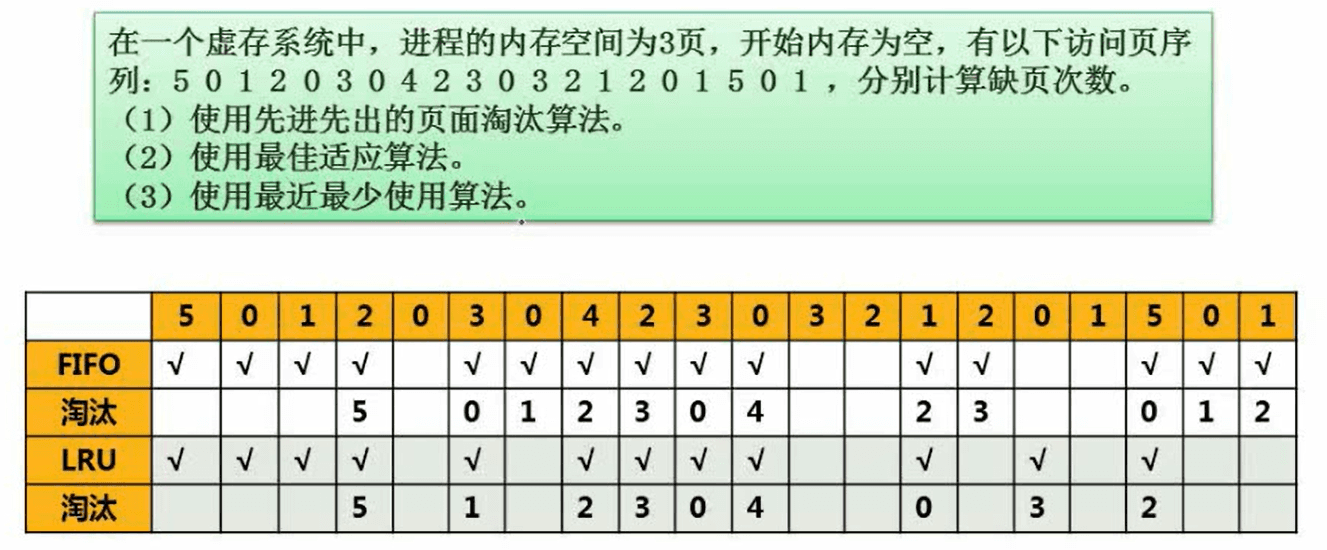 在一个虚存系统中，进程的内存空间为3页，开始内存为空，有以下访问页序
列：5 0 1 2 0 3 0 4 2 3 0 3 2 1 2 0 1 5 0 1 ，分别计算缺页次数。
（1）使用先进先出的页面淘汰算法。
（2）使用最佳适应算法。
（3）使用最近最少使用算法。
5 0 1 2 0 3 0 4 2 3 0 3 2 1 2 0 1 5 0 1
FIFO √ √ √ √ √ √ √ √ √ √ √ √ √ √ √
淘汰 5 0 1 2 3 0 4 2 3 0 1 2
LRU √ √ √ √ √ √ √ √ √ √ √ √
淘汰 5 1 2 3 0 4 0 3 2